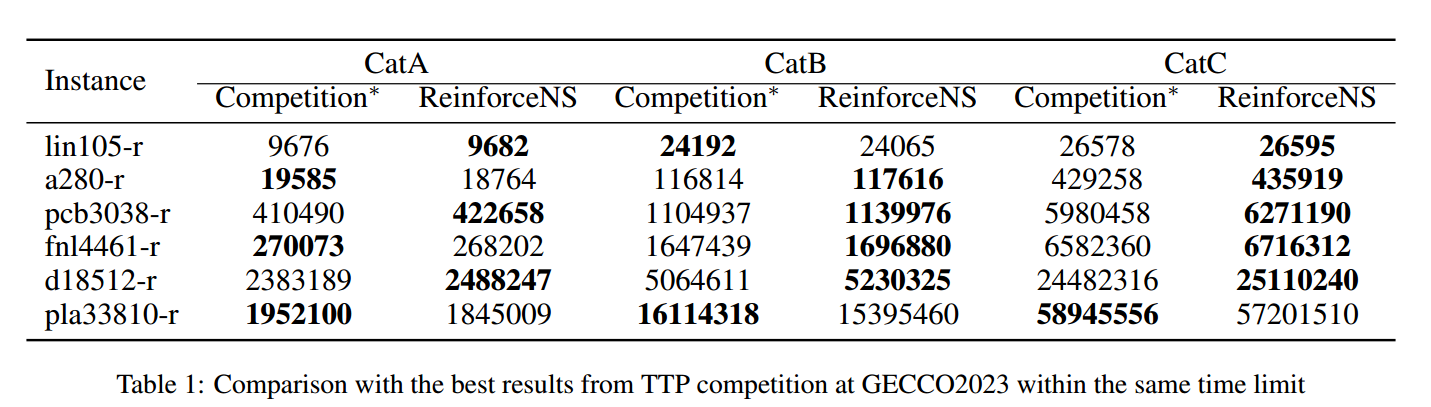 Instance CatA CatB CatC
Competition* ReinforceNS Competition* ReinforceNS Competition* ReinforceNS
lin105-r 9676 9682 24192 24065 26578 26595
a280-r 19585 18764 116814 117616 429258 435919
pcb3038-r 410490 422658 1104937 1139976 5980458 6271190
fnl4461-r 270073 268202 1647439 1696880 6582360 6716312
d18512-r 2383189 2488247 5064611 5230325 24482316 25110240
pla33810-r 1952100 1845009 16114318 15395460 58945556 57201510
Table 1: Comparison with the best results from TTP competition at GECCO2023 within the same time limit